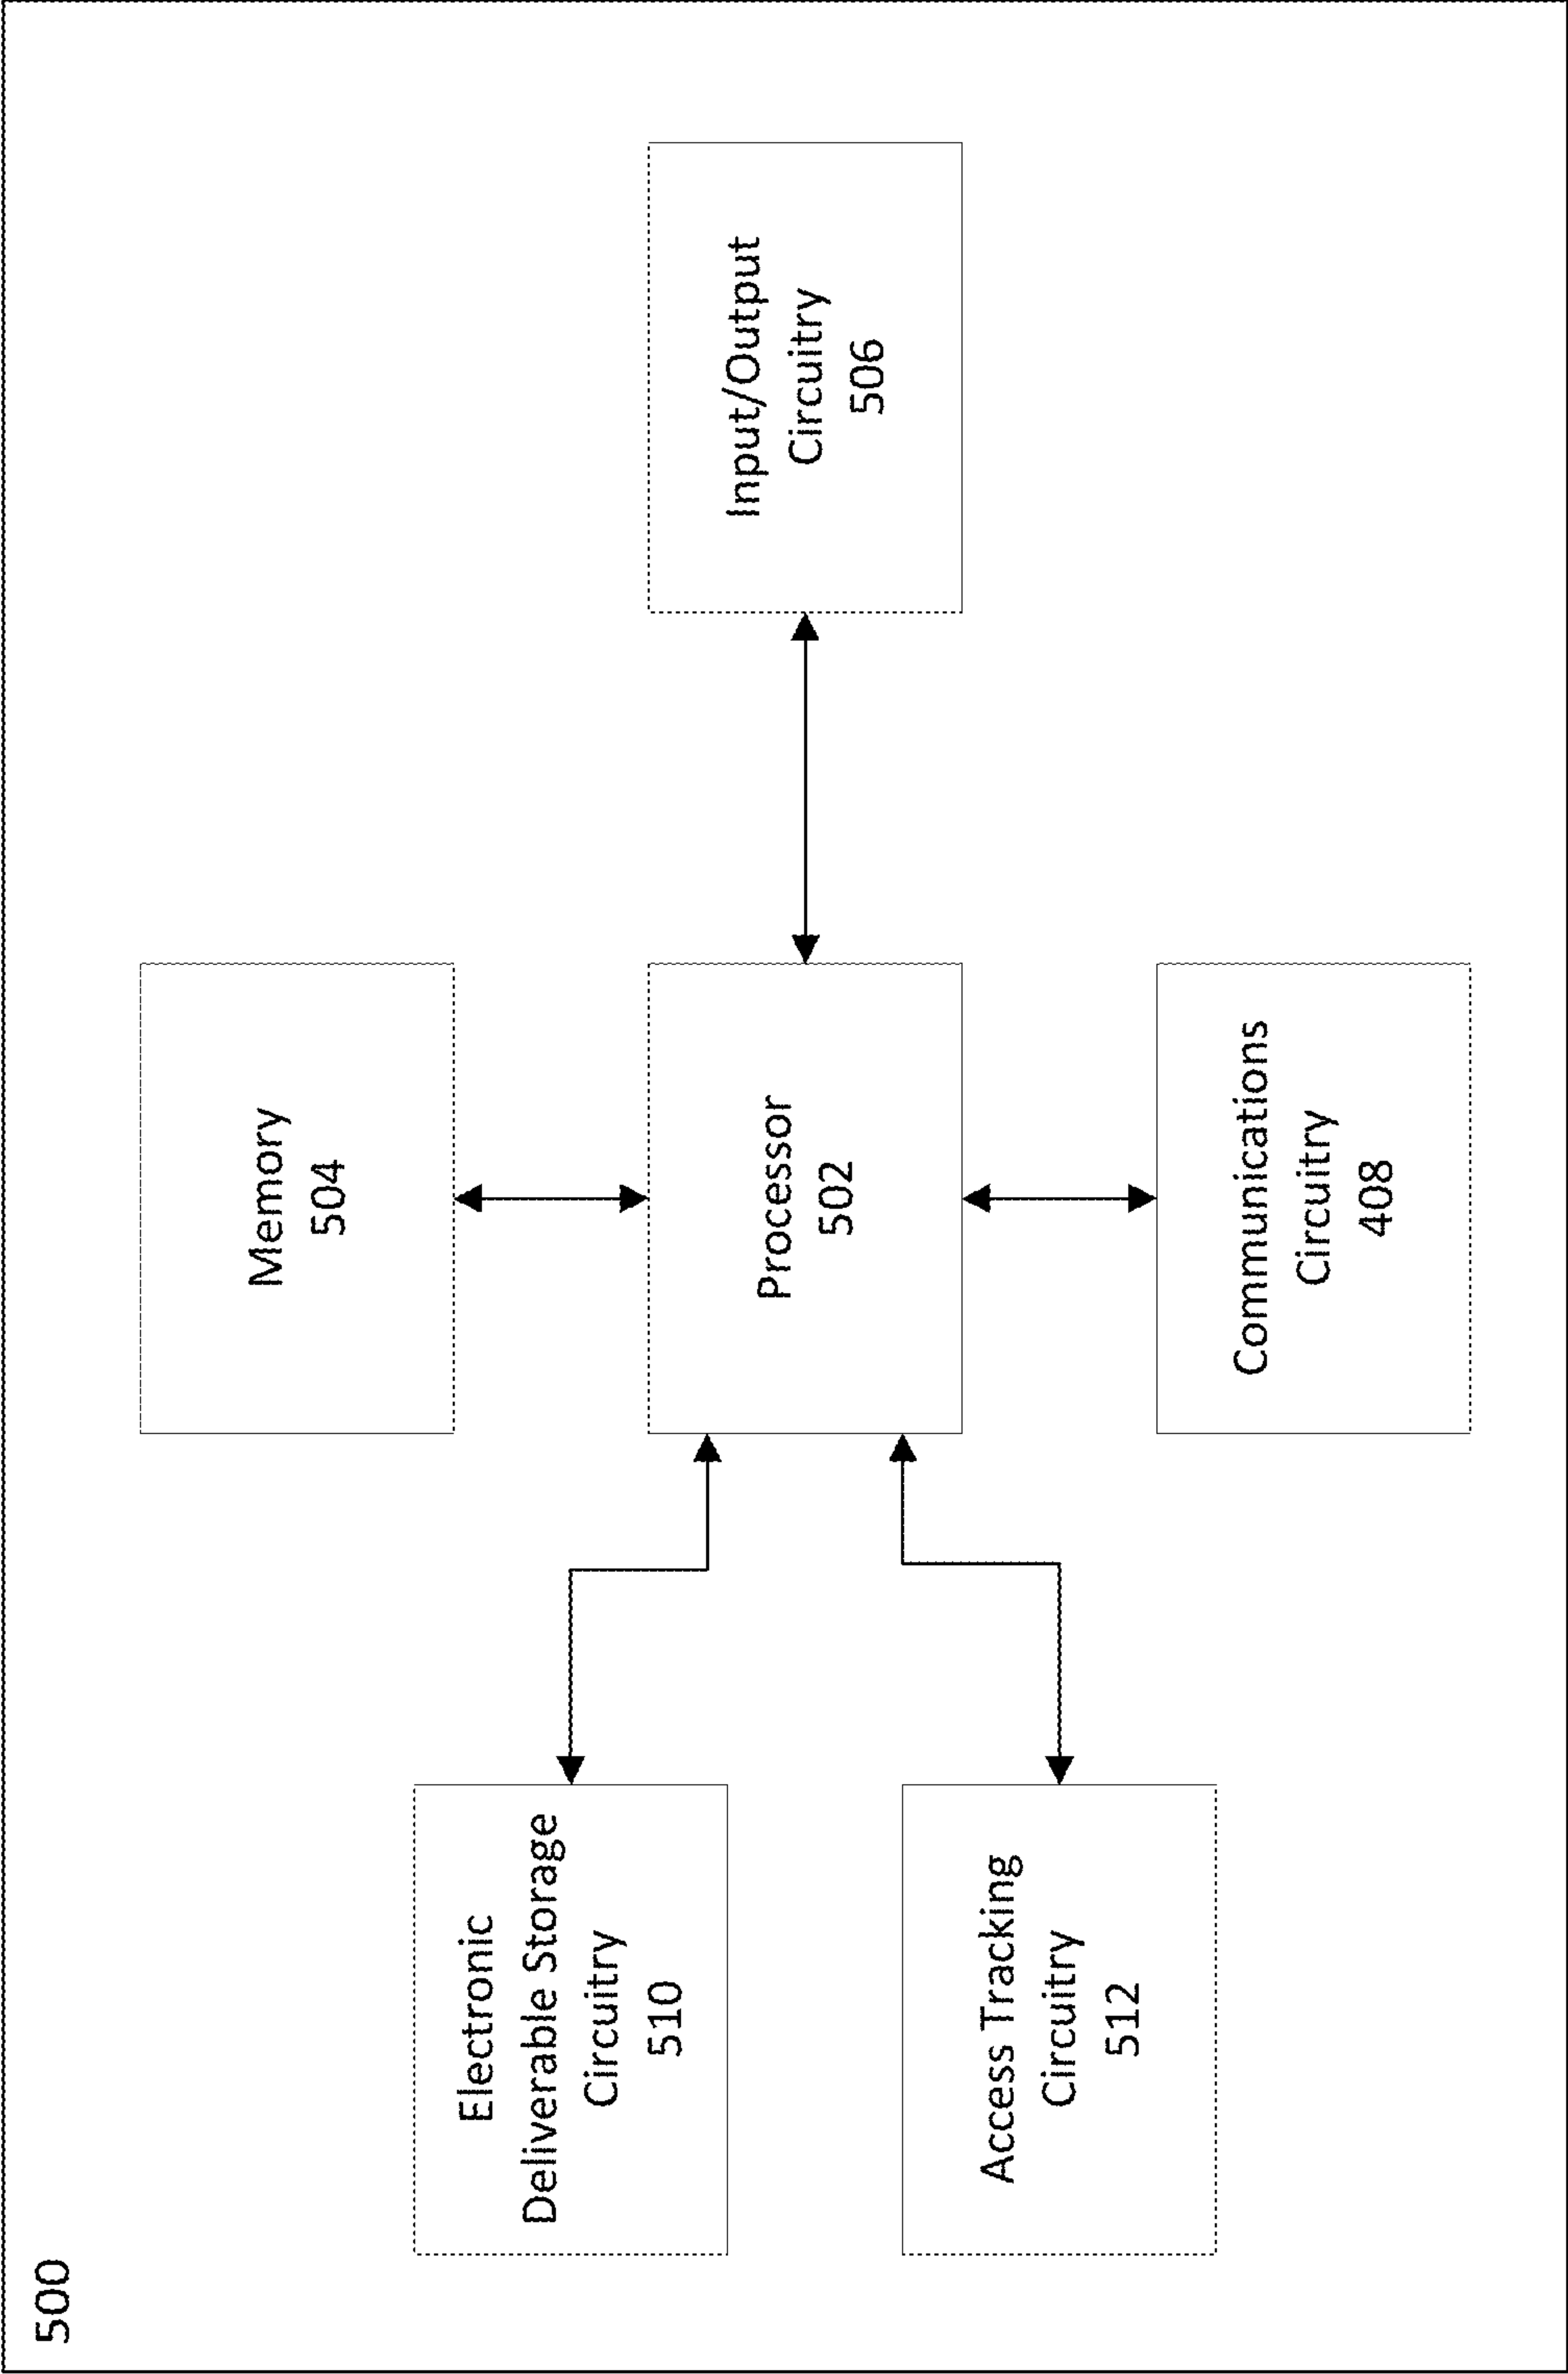 500
Memory
504
Electronic
Deliverable Storage
Circuitry
510
Processor
502
Input/Output
Circuitry
506
Access Tracking
Circuitry
512
Communications
Circuitry
408